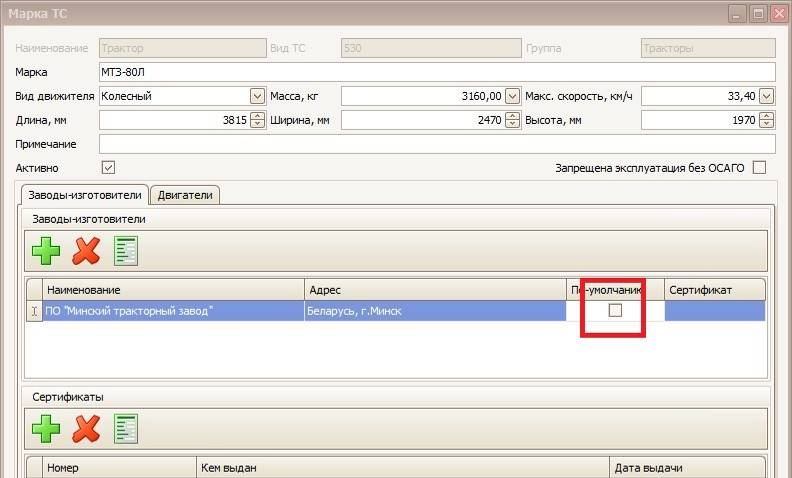 Марка ТС
Наименование Трактор Вид ТС 530 Группа Тракторы
Марка МТЗ-80Л
Вид движителя Колесный Масса, кг 3160,00 Макс. скорость, км/ч 33,40
Длина, мм 3815 Ширина, мм 2470 Высота, мм 1970
Примечание
Активно Запрещена эксплуатация без ОСАГО
Заводы-изготовители Двигатели
Заводы-изготовители
Наименование Адрес По-умолчанию Сертификат
ПО "Минский тракторный завод" Беларусь, г.Минск
Сертификаты
Номер Кем выдан Дата выдачи